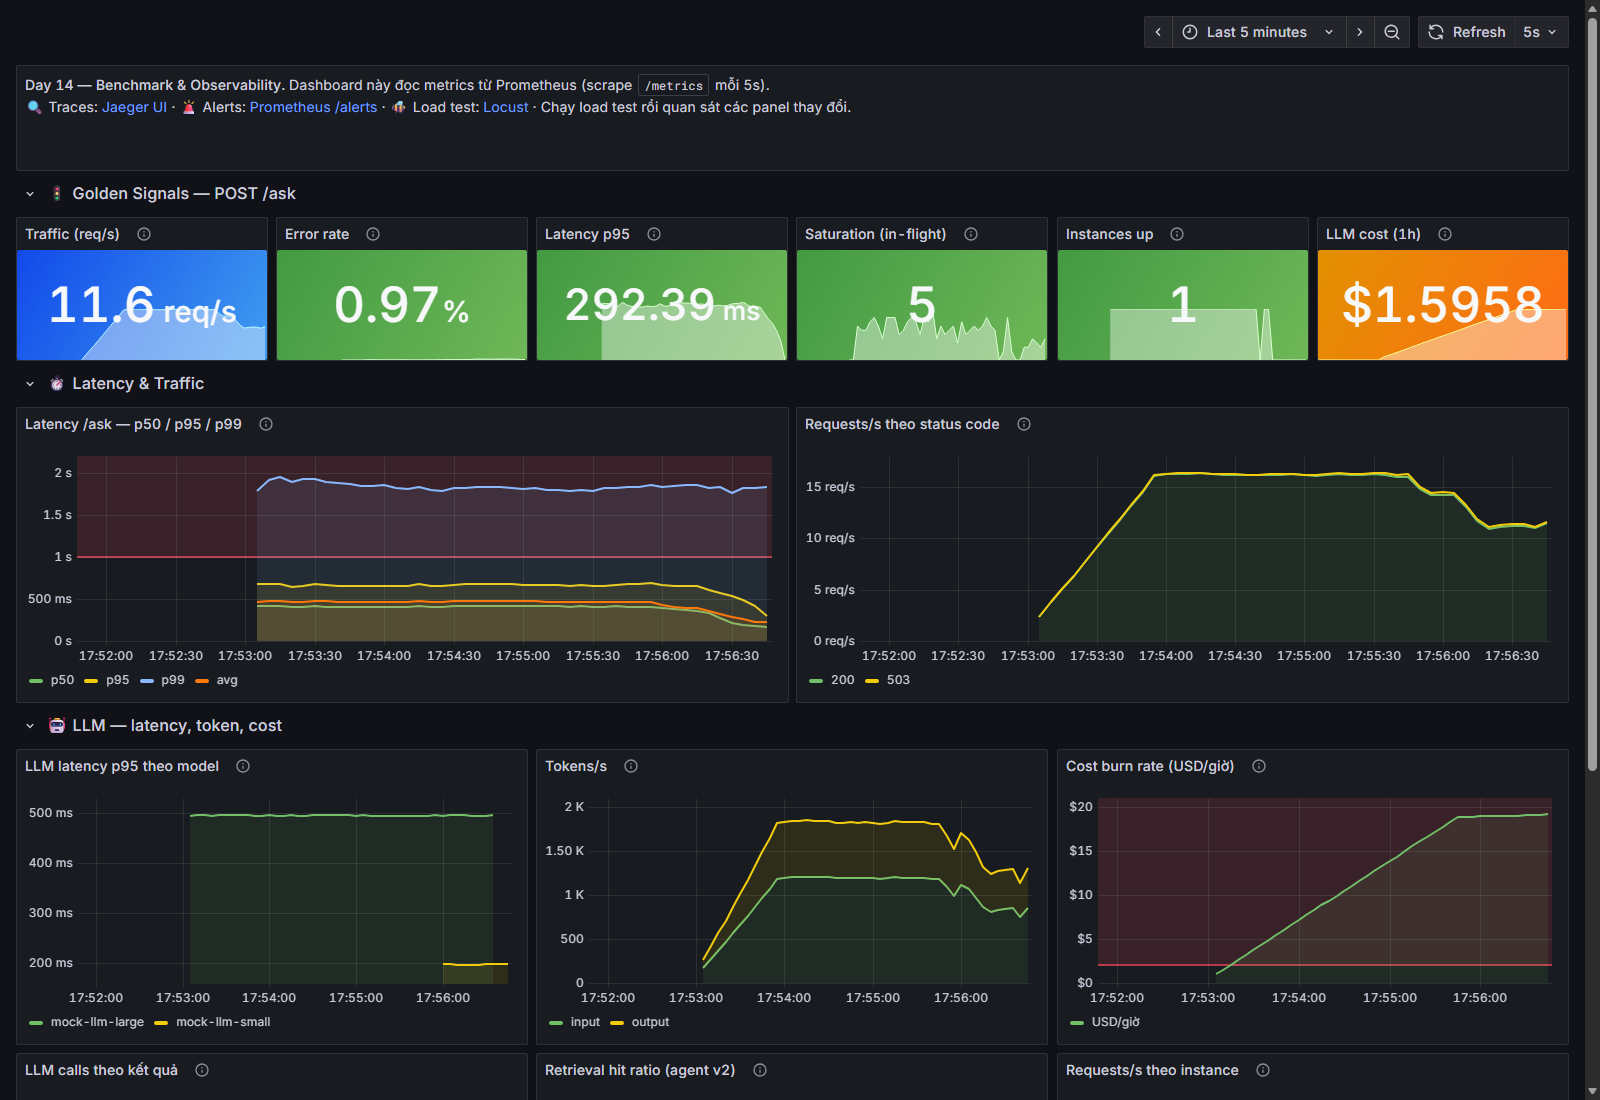 Last 5 minutes
Refresh
5s
Day 14 — Benchmark & Observability. Dashboard này đọc metrics từ Prometheus (scrape /metrics mỗi 5s).
Traces: Jaeger UI · Alerts: Prometheus /alerts · Load test: Locust · Chạy load test rồi quan sát các panel thay đổi.
Golden Signals — POST /ask
Traffic (req/s)
11.6 req/s
Error rate
0.97%
Latency p95
292.39 ms
Saturation (in-flight)
5
Instances up
1
LLM cost (1h)
$1.5958
Latency & Traffic
Latency /ask — p50 / p95 / p99
2 s
1.5 s
1 s
500 ms
0 s
17:52:00 17:52:30 17:53:00 17:53:30 17:54:00 17:54:30 17:55:00 17:55:30 17:56:00 17:56:30
p50 p95 p99 avg
Requests/s theo status code
15 req/s
10 req/s
5 req/s
0 req/s
17:52:00 17:52:30 17:53:00 17:53:30 17:54:00 17:54:30 17:55:00 17:55:30 17:56:00 17:56:30
200 503
LLM — latency, token, cost
LLM latency p95 theo model
500 ms
400 ms
300 ms
200 ms
17:52:00 17:53:00 17:54:00 17:55:00 17:56:00
mock-llm-large mock-llm-small
Tokens/s
2 K
1.50 K
1 K
500
0
17:52:00 17:53:00 17:54:00 17:55:00 17:56:00
input output
Cost burn rate (USD/giờ)
$20
$15
$10
$5
$0
17:52:00 17:53:00 17:54:00 17:55:00 17:56:00
USD/giờ
LLM calls theo kết quả
Retrieval hit ratio (agent v2)
Requests/s theo instance